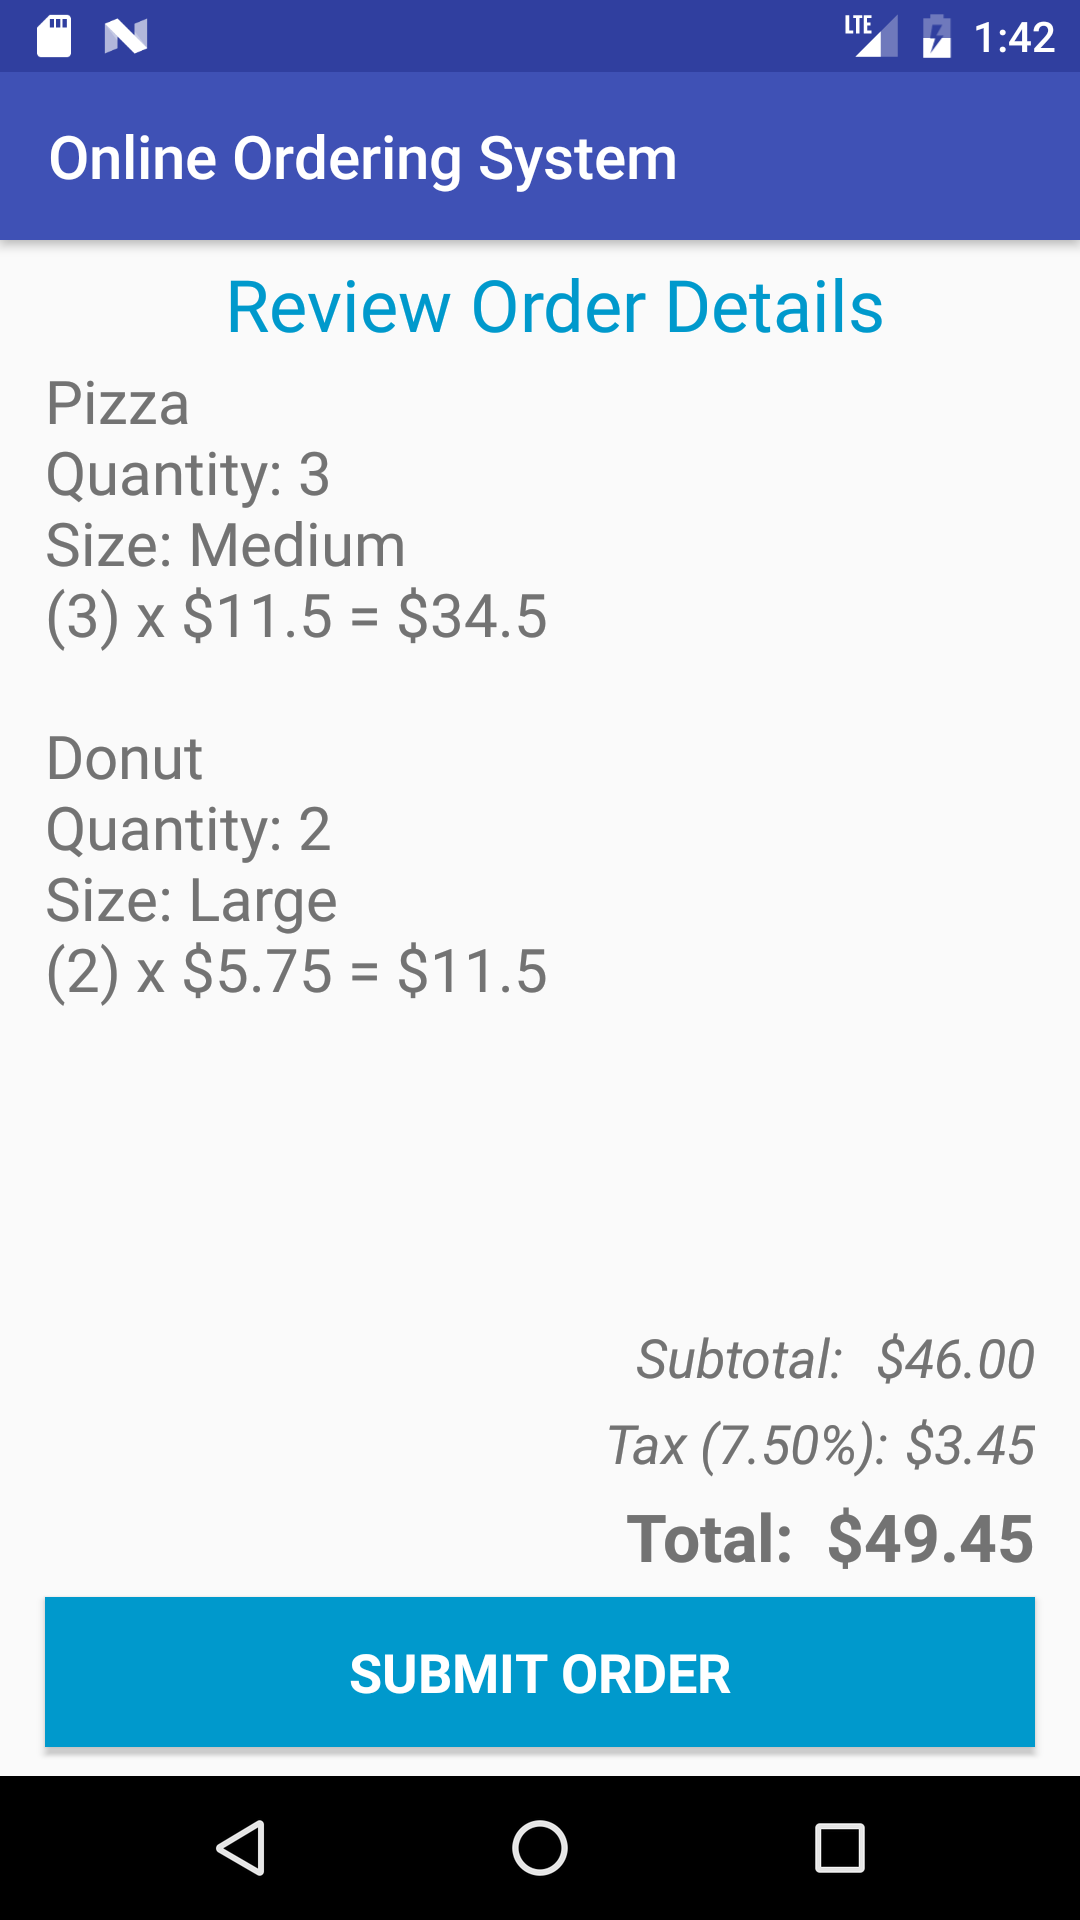 LTE 1:42
Online Ordering System
Review Order Details
Pizza
Quantity: 3
Size: Medium
(3) x $11.5 = $34.5
Donut
Quantity: 2
Size: Large
(2) x $5.75 = $11.5
Subtotal: $46.00
Tax (7.50%): $3.45
Total: $49.45
SUBMIT ORDER